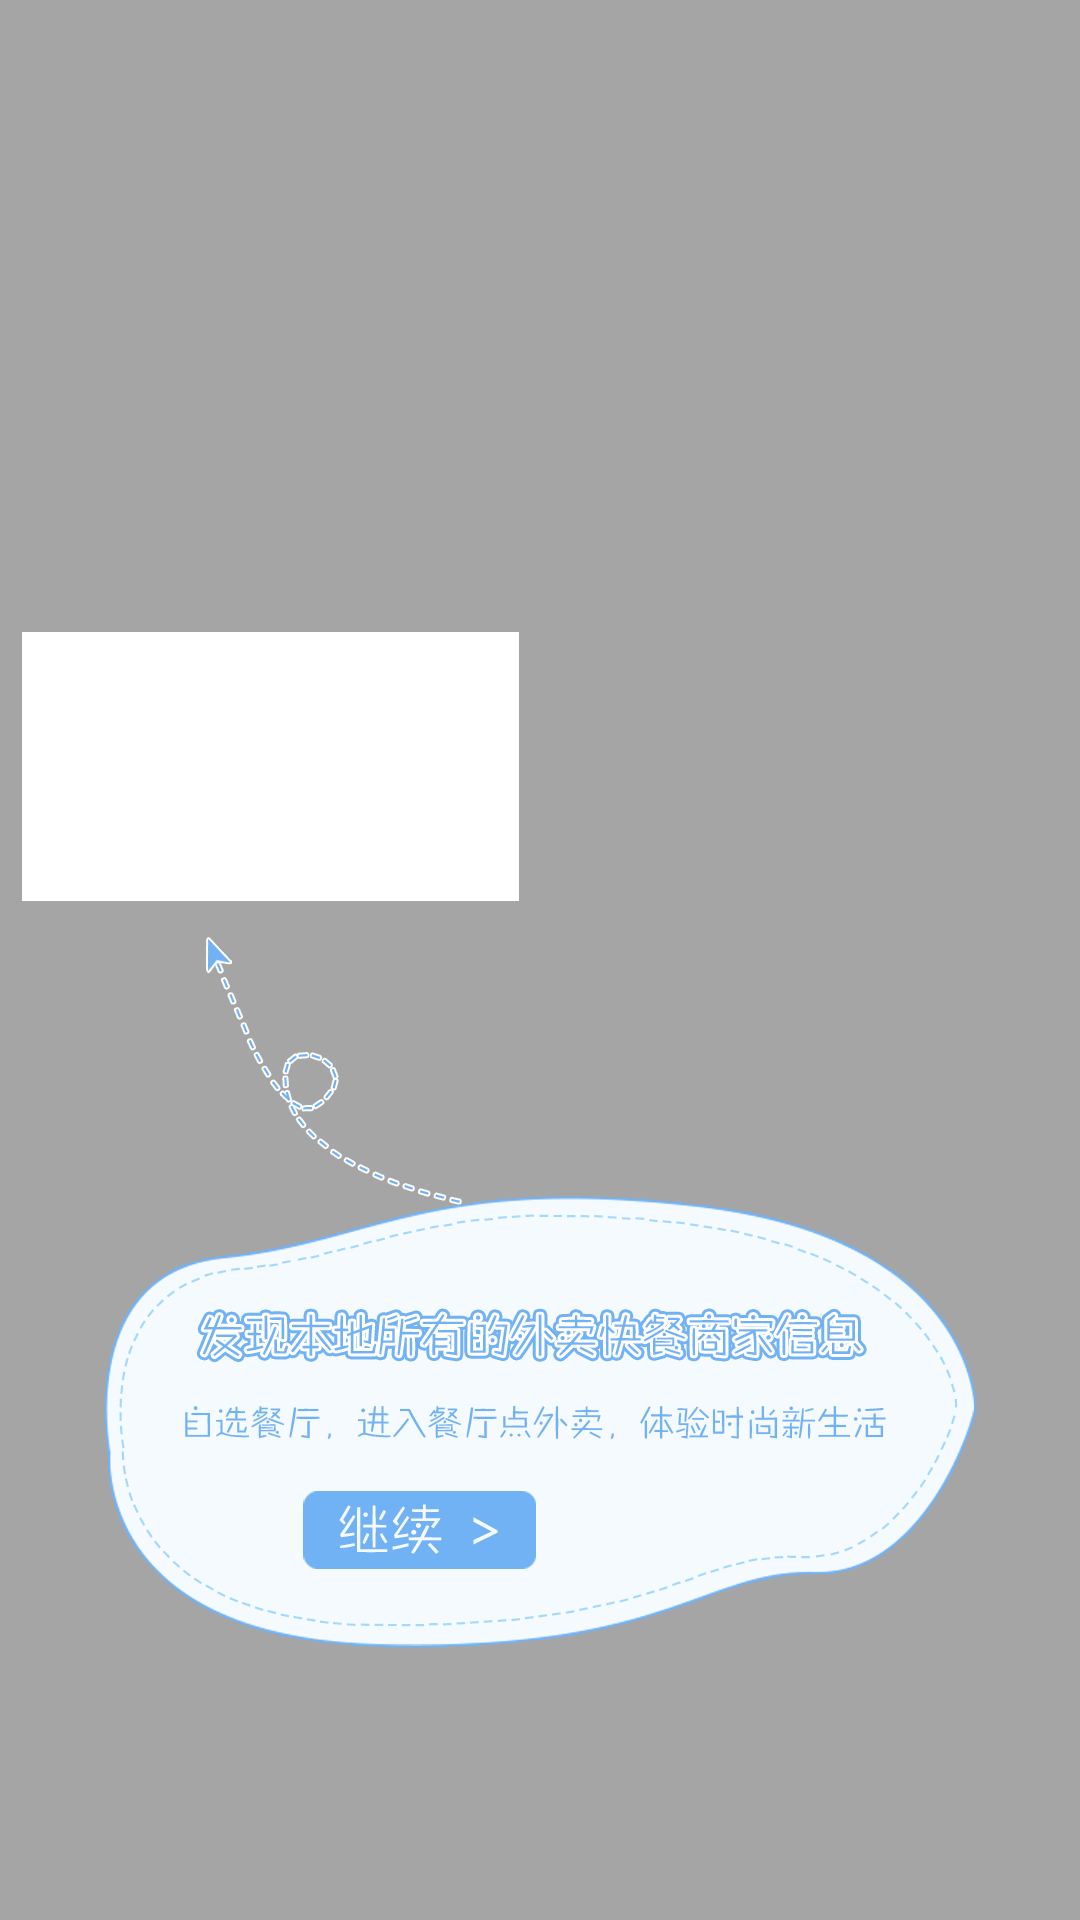 发现本地所有的外卖快餐商家信息
自选餐厅，进入餐厅点外卖，体验时尚新生活
继续 >